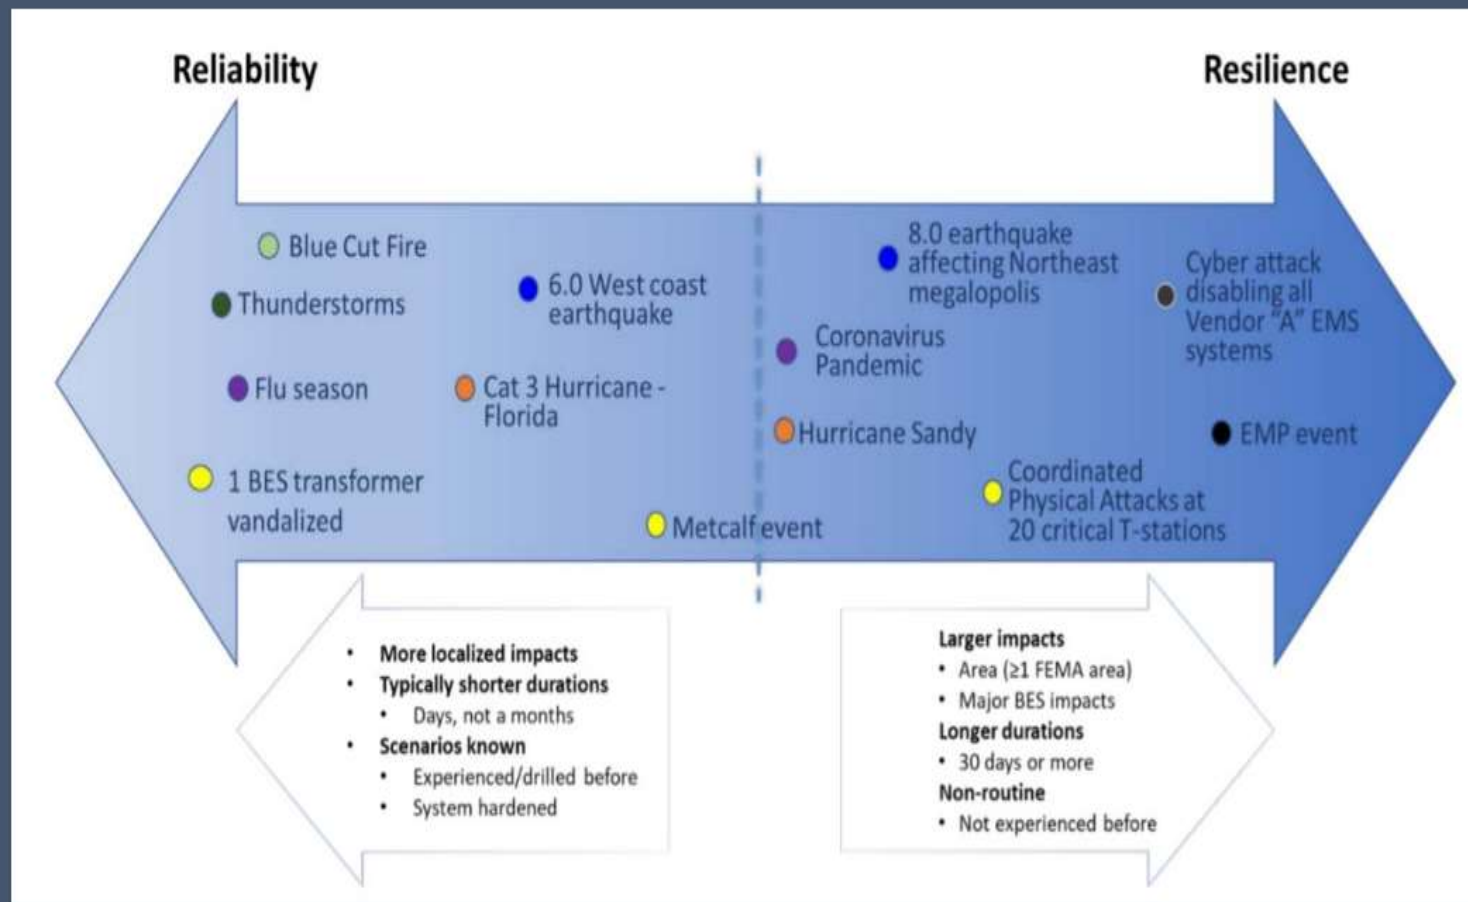 Reliability
Resilience
Blue Cut Fire
Thunderstorms
Flu season
1 BES transformer
vandalized
6.0 West coast
earthquake
Cat 3 Hurricane -
Florida
Metcalf event
8.0 earthquake
affecting Northeast
megalopolis
Coronavirus
Pandemic
Hurricane Sandy
Coordinated
Physical Attacks at
20 critical T-stations
Cyber attack
disabling all
Vendor "A" EMS
systems
EMP event
• More localized impacts
• Typically shorter durations
• Days, not a months
• Scenarios known
• Experienced/drilled before
• System hardened
Larger impacts
• Area (≥1 FEMA area)
• Major BES impacts
Longer durations
• 30 days or more
Non-routine
• Not experienced before